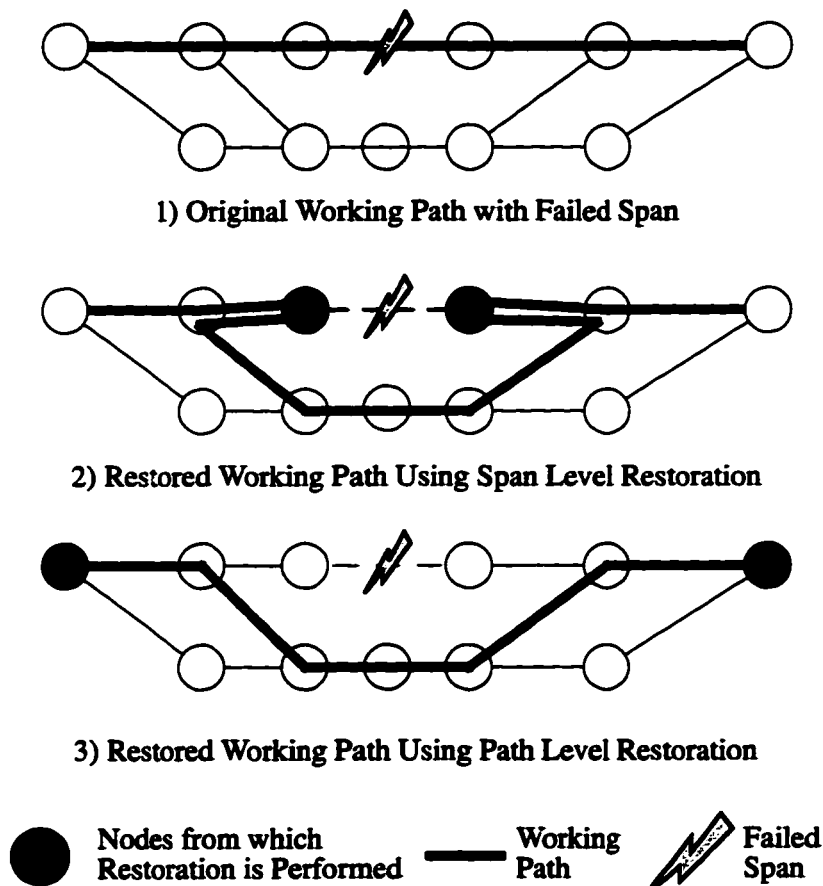 1) Original Working Path with Failed Span
2) Restored Working Path Using Span Level Restoration
3) Restored Working Path Using Path Level Restoration
Nodes from which
Restoration is Performed
Working
Path
Failed
Span